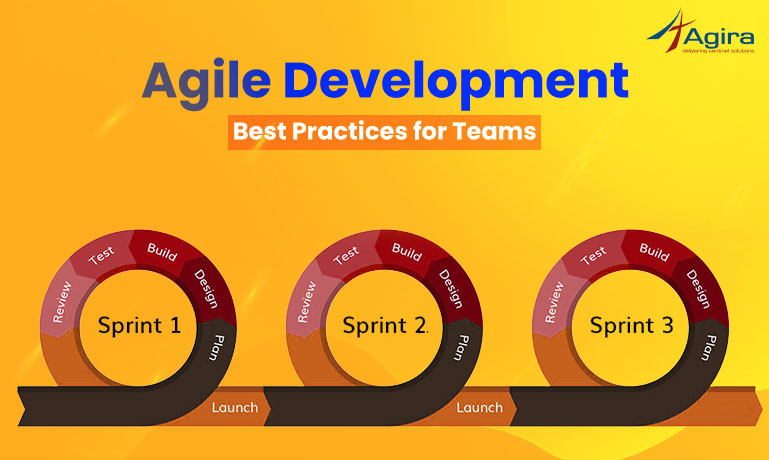 Agira
delivering centinel solutions
Agile Development
Best Practices for Teams
Review
Test
Build
Design
Plan
Sprint 1
Launch
Review
Test
Build
Design
Plan
Sprint 2.
Launch
Review
Test
Build
Design
Plan
Sprint 3